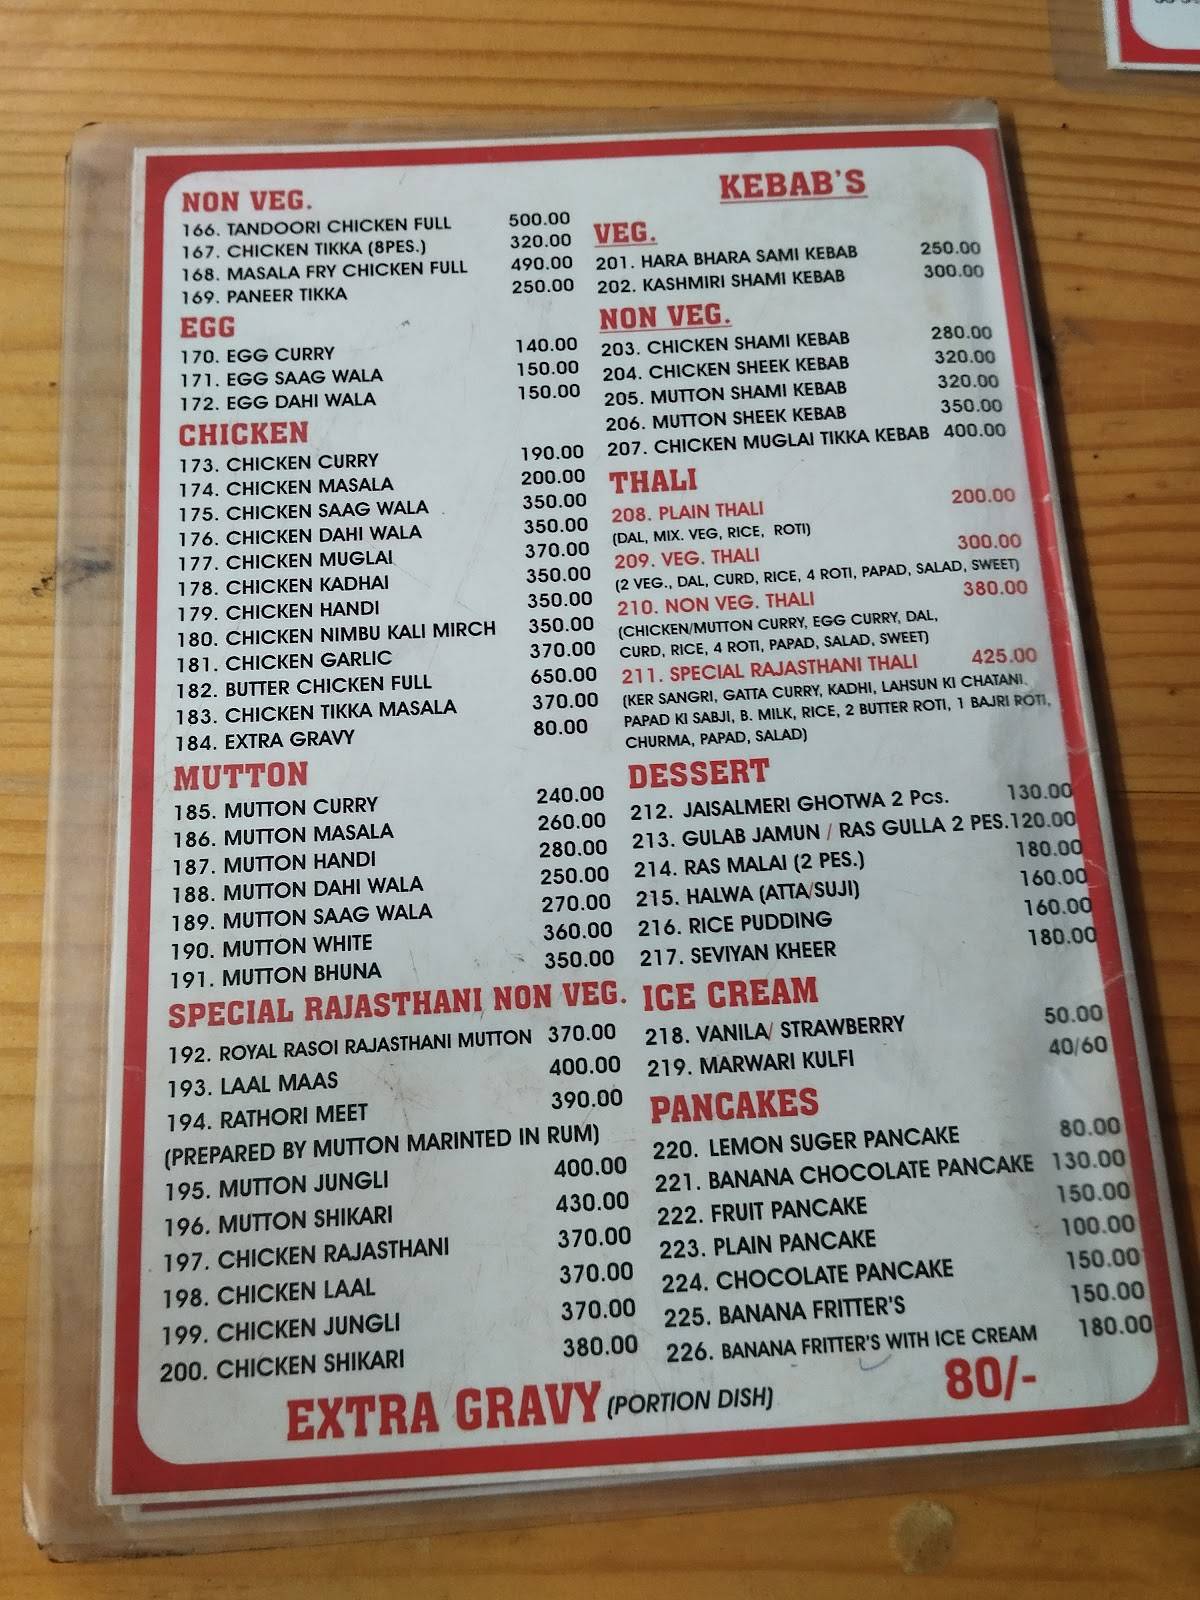 NON VEG.
166. TANDOORI CHICKEN FULL 500.00
167. CHICKEN TIKKA (8PES.) 320.00
168. MASALA FRY CHICKEN FULL 490.00
169. PANEER TIKKA 250.00
EGG
170. EGG CURRY 140.00
171. EGG SAAG WALA 150.00
172. EGG DAHI WALA 150.00
CHICKEN
173. CHICKEN CURRY 190.00
174. CHICKEN MASALA 200.00
175. CHICKEN SAAG WALA 350.00
176. CHICKEN DAHI WALA 350.00
177. CHICKEN MUGLAI 370.00
178. CHICKEN KADHAI 350.00
179. CHICKEN HANDI 350.00
180. CHICKEN NIMBU KALI MIRCH 350.00
181. CHICKEN GARLIC 370.00
182. BUTTER CHICKEN FULL 650.00
183. CHICKEN TIKKA MASALA 370.00
184. EXTRA GRAVY 80.00
MUTTON
185. MUTTON CURRY 240.00
186. MUTTON MASALA 260.00
187. MUTTON HANDI 280.00
188. MUTTON DAHI WALA 250.00
189. MUTTON SAAG WALA 270.00
190. MUTTON WHITE 360.00
191. MUTTON BHUNA 350.00
SPECIAL RAJASTHANI NON VEG.
192. ROYAL RASOI RAJASTHANI MUTTON 370.00
193. LAAL MAAS 400.00
194. RATHORI MEET 390.00
(PREPARED BY MUTTON MARINTED IN RUM)
195. MUTTON JUNGLI 400.00
196. MUTTON SHIKARI 430.00
197. CHICKEN RAJASTHANI 370.00
198. CHICKEN LAAL 370.00
199. CHICKEN JUNGLI 370.00
200. CHICKEN SHIKARI 380.00
KEBAB'S
VEG.
201. HARA BHARA SAMI KEBAB 250.00
202. KASHMIRI SHAMI KEBAB 300.00
NON VEG.
203. CHICKEN SHAMI KEBAB 280.00
204. CHICKEN SHEEK KEBAB 320.00
205. MUTTON SHAMI KEBAB 320.00
206. MUTTON SHEEK KEBAB 350.00
207. CHICKEN MUGLAI TIKKA KEBAB 400.00
THALI
208. PLAIN THALI 200.00
(DAL, MIX. VEG, RICE, ROTI)
209. VEG. THALI 300.00
(2 VEG., DAL, CURD, RICE, 4 ROTI, PAPAD, SALAD, SWEET)
210. NON VEG. THALI 380.00
(CHICKEN/MUTTON CURRY, EGG CURRY, DAL,
CURD, RICE, 4 ROTI, PAPAD, SALAD, SWEET)
211. SPECIAL RAJASTHANI THALI 425.00
(KER SANGRI, GATTA CURRY, KADHI, LAHSUN KI CHATANI,
PAPAD KI SABJI, B. MILK, RICE, 2 BUTTER ROTI, 1 BAJRI ROTI,
CHURMA, PAPAD, SALAD)
DESSERT
212. JAISALMERI GHOTWA 2 Pcs. 130.00
213. GULAB JAMUN / RAS GULLA 2 PES. 120.00
214. RAS MALAI (2 PES.) 180.00
215. HALWA (ATTA/SUJI) 160.00
216. RICE PUDDING 160.00
217. SEVIYAN KHEER 180.00
ICE CREAM
218. VANILA/ STRAWBERRY 50.00
219. MARWARI KULFI 40/60
PANCAKES
220. LEMON SUGER PANCAKE 80.00
221. BANANA CHOCOLATE PANCAKE 130.00
222. FRUIT PANCAKE 150.00
223. PLAIN PANCAKE 100.00
224. CHOCOLATE PANCAKE 150.00
225. BANANA FRITTER'S 150.00
226. BANANA FRITTER'S WITH ICE CREAM 180.00
EXTRA GRAVY (PORTION DISH) 80/-